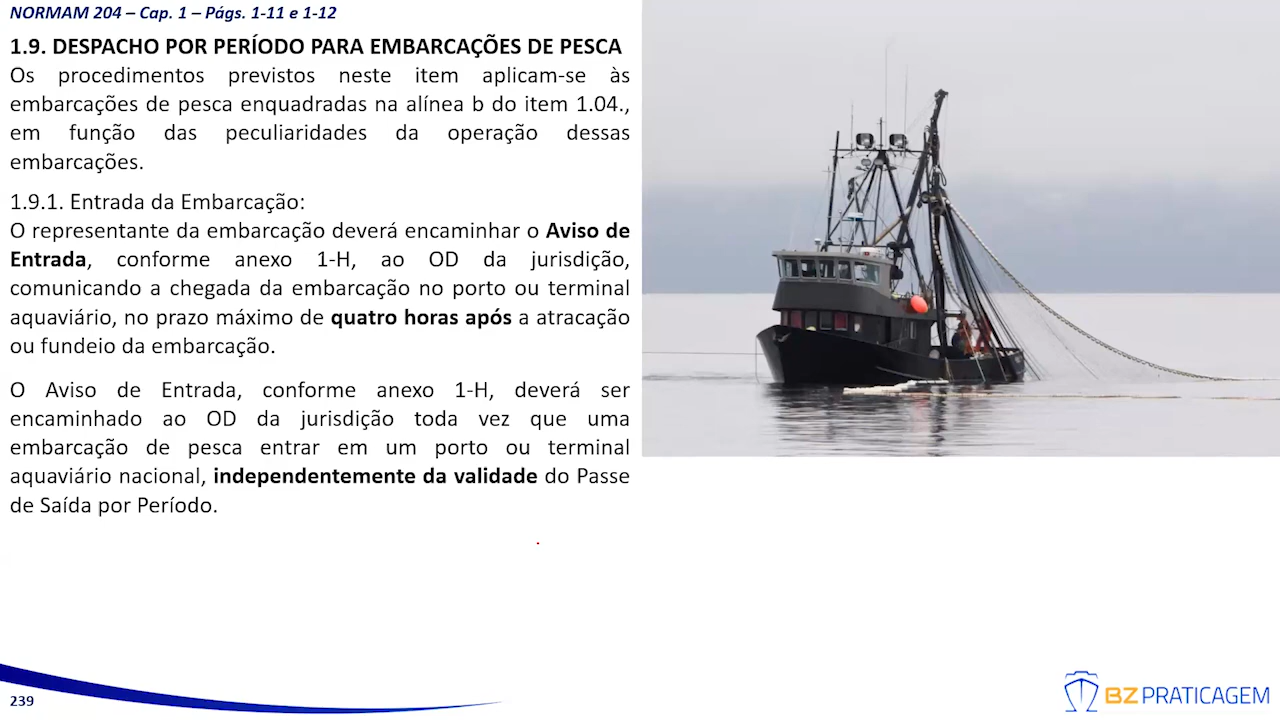 NORMAM 204 – Cap. 1 – Págs. 1-11 e 1-12
1.9. DESPACHO POR PERÍODO PARA EMBARCAÇÕES DE PESCA
Os procedimentos previstos neste item aplicam-se às
embarcações de pesca enquadradas na alínea b do item 1.04.,
em função das peculiaridades da operação dessas
embarcações.
1.9.1. Entrada da Embarcação:
O representante da embarcação deverá encaminhar o Aviso de
Entrada, conforme anexo 1-H, ao OD da jurisdição,
comunicando a chegada da embarcação no porto ou terminal
aquaviário, no prazo máximo de quatro horas após a atracação
ou fundeio da embarcação.
O Aviso de Entrada, conforme anexo 1-H, deverá ser
encaminhado ao OD da jurisdição toda vez que uma
embarcação de pesca entrar em um porto ou terminal
aquaviário nacional, independentemente da validade do Passe
de Saída por Período.
239
BZPRATICAGEM